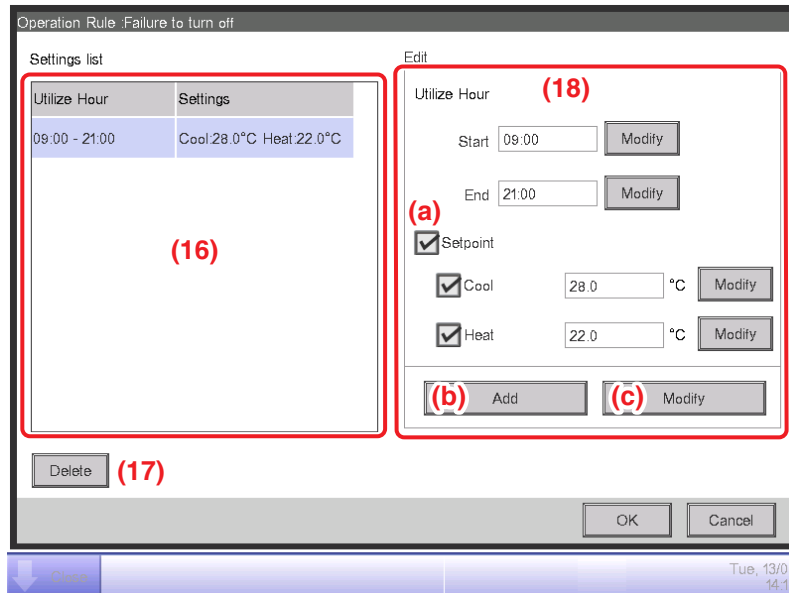 Operation Rule :Failure to turn off
Settings list
Edit
Utilize Hour Settings
09:00 - 21:00 Cool:28.0°C Heat:22.0°C
(16)
(17)
Delete
(18)
Utilize Hour
Start 09:00 Modify
End 21:00 Modify
(a)
Setpoint
Cool 28.0 °C Modify
Heat 22.0 °C Modify
(b) Add (c) Modify
OK Cancel
Tue, 13/0
14:1